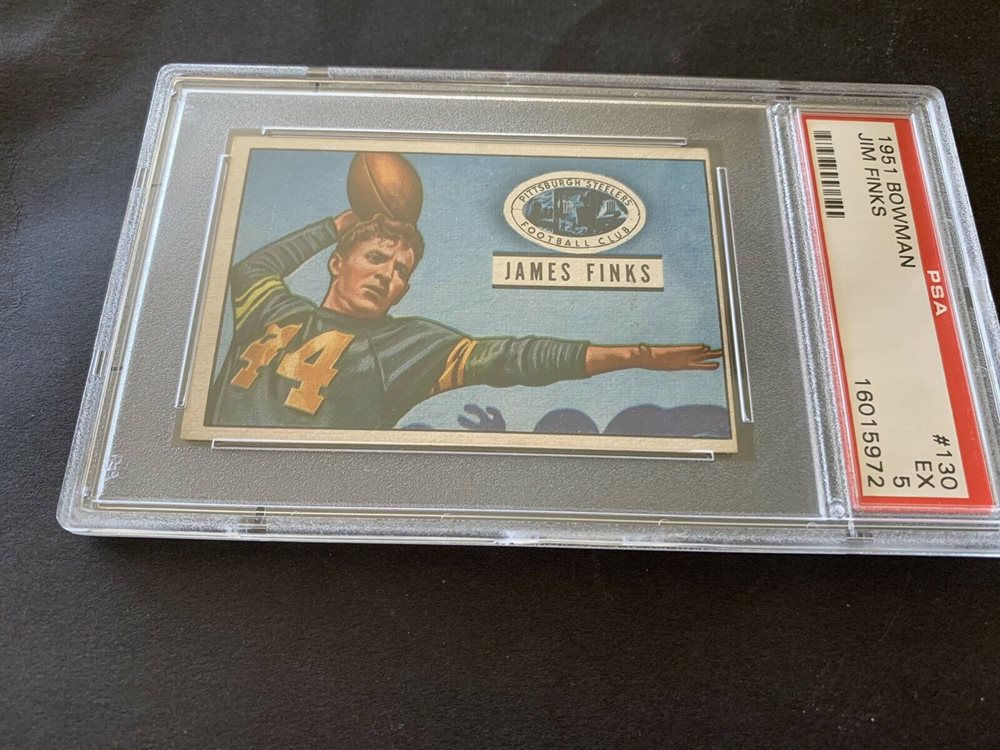 PITTSBURGH STEELERS
FOOTBALL CLUB
JAMES FINKS
44
1951 BOWMAN #130
JIM FINKS EX
5
PSA 16015972